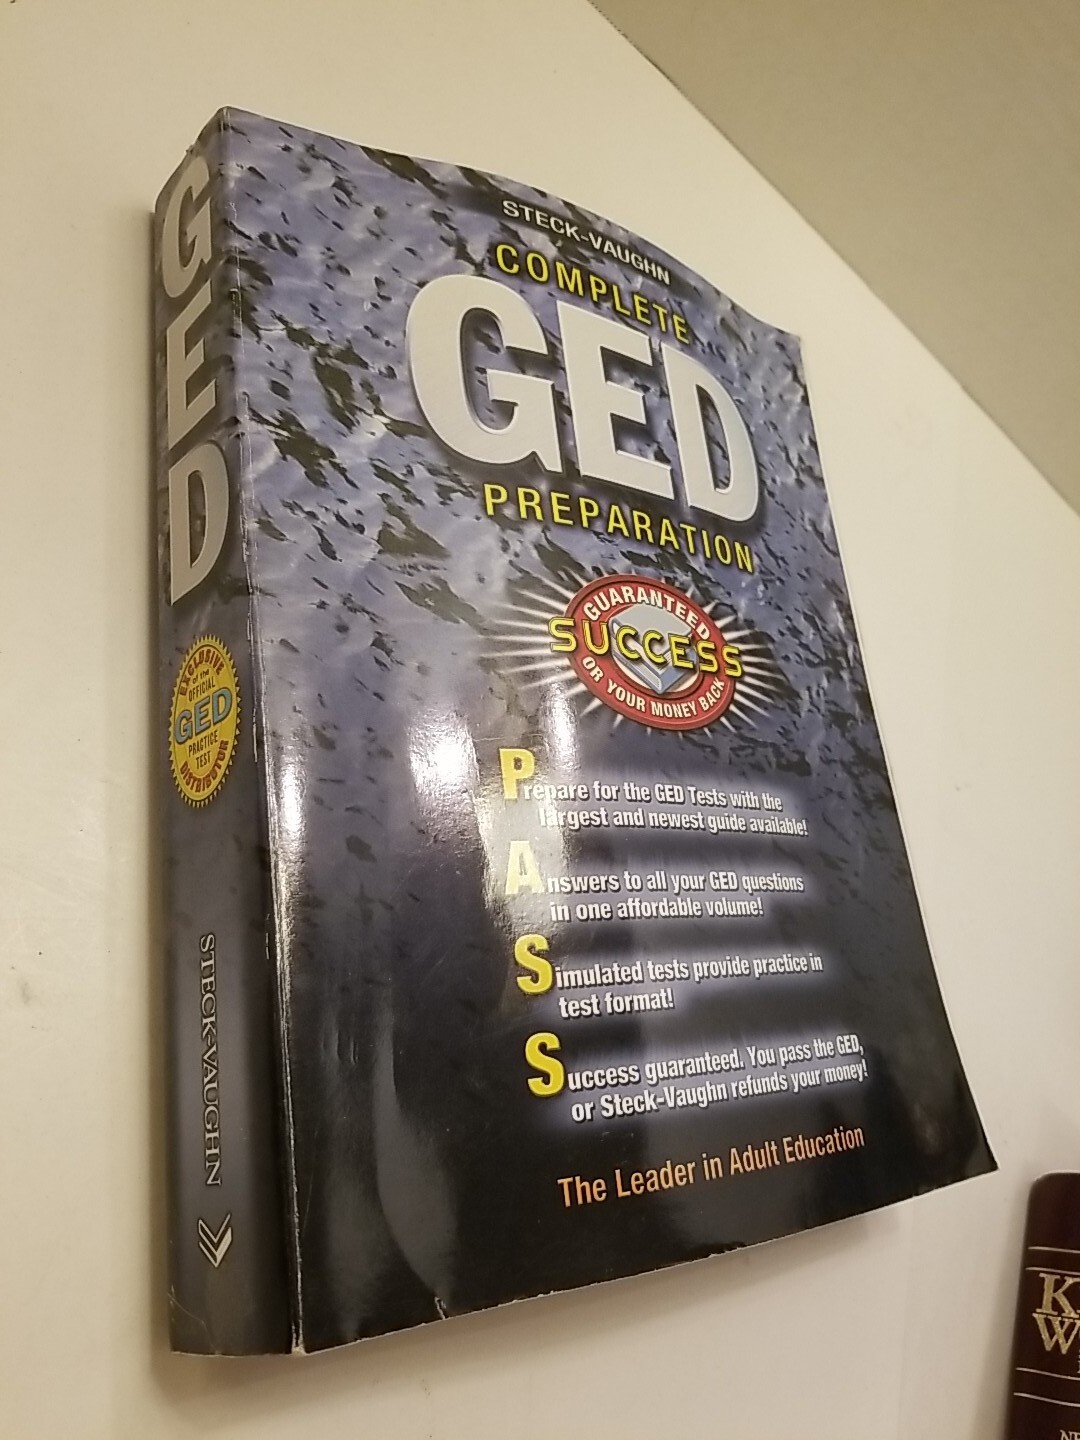 STECK-VAUGHN
COMPLETE
GED
PREPARATION
GUARANTEED
SUCCESS
OR YOUR MONEY BACK
Prepare for the GED Tests with the
largest and newest guide available!
Answers to all your GED questions
in one affordable volume!
Simulated tests provide practice in
test format!
Success guaranteed. You pass the GED,
or Steck-Vaughn refunds your money!
The Leader in Adult Education
GED
EXCLUSIVE
of the
OFFICIAL
GED
PRACTICE
TEST
DISTRIBUTOR
STECK-VAUGHN